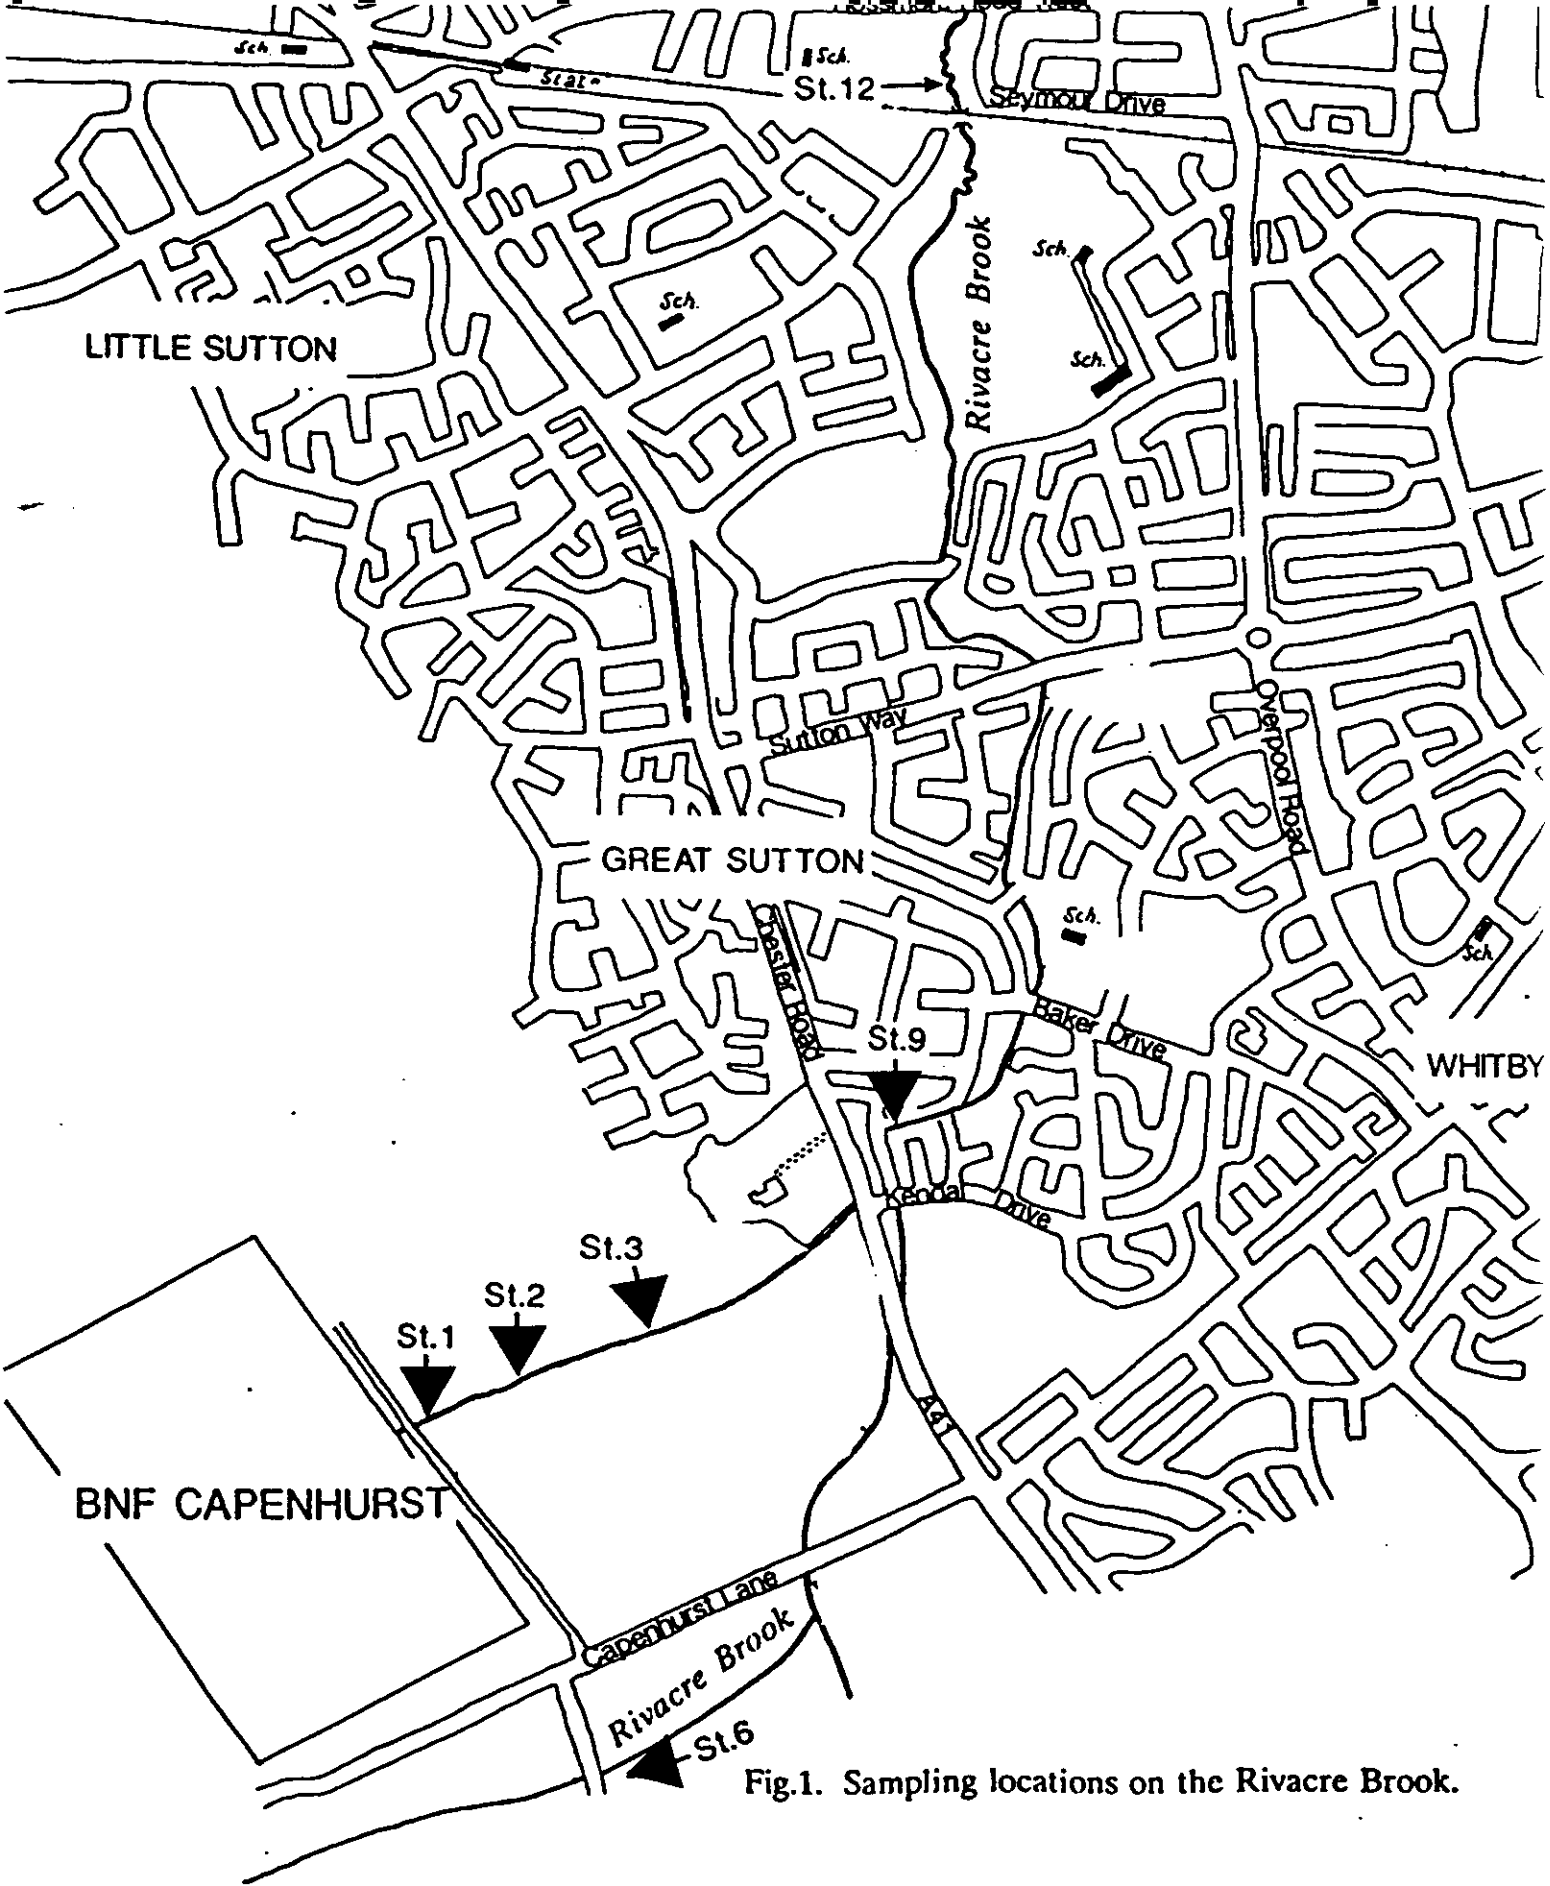 Sch.
Sch.
Stat⁠n
St.12
Seymour Drive
Rivacre Brook
Sch.
Sch.
Sch.
LITTLE SUTTON
Sutton Way
Overpool Road
GREAT SUTTON
Sch.
Sch.
Chester Road
Baker Drive
St.9
WHITBY
Kendal Drive
St.3
St.2
St.1
A41
BNF CAPENHURST
Capenhurst Lane
Rivacre Brook
St.6
Fig.1. Sampling locations on the Rivacre Brook.